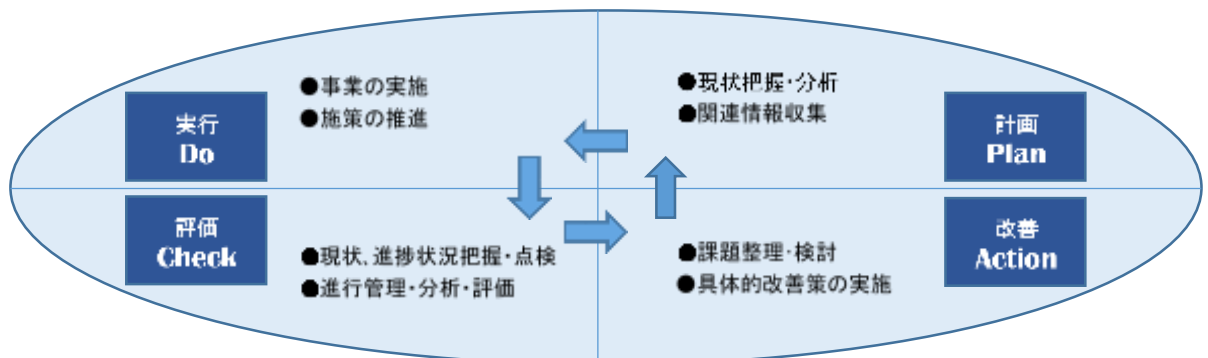 ●事業の実施
●施策の推進
実行
Do
●現状把握・分析
●関連情報収集
計画
Plan
評価
Check
●現状、進捗状況把握・点検
●進行管理・分析・評価
●課題整理・検討
●具体的改善策の実施
改善
Action